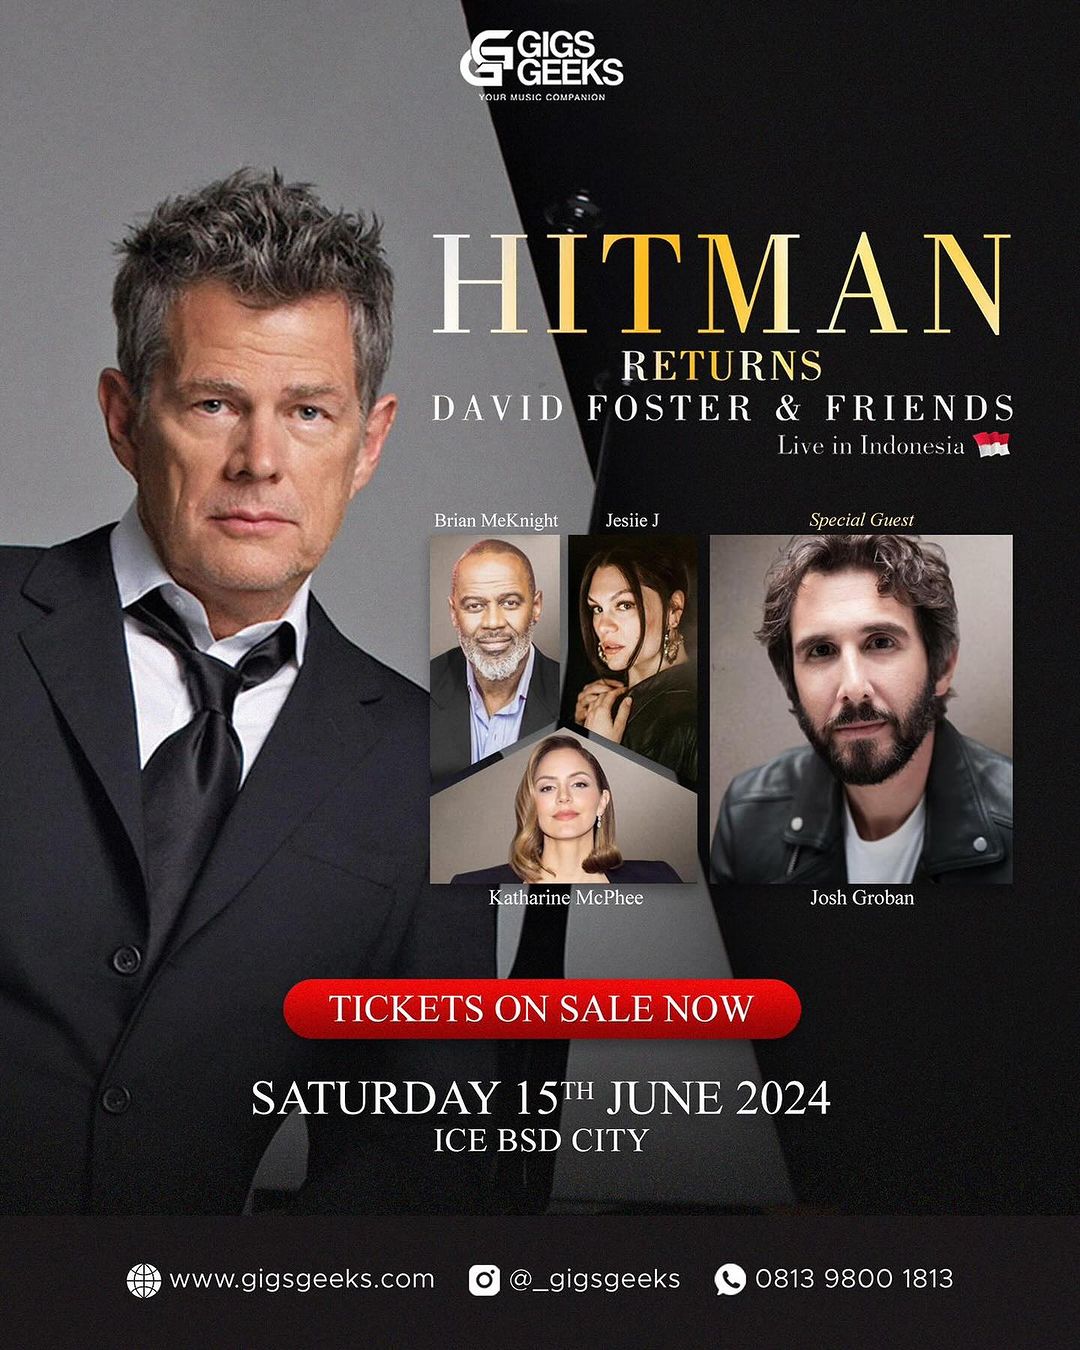 GIGS
GEEKS
YOUR MUSIC COMPANION
HITMAN
RETURNS
DAVID FOSTER & FRIENDS
Live in Indonesia
Brian McKnight
Jesiie J
Special Guest
Katharine McPhee
Josh Groban
TICKETS ON SALE NOW
SATURDAY 15TH JUNE 2024
ICE BSD CITY
www.gigsgeeks.com @_gigsgeeks 0813 9800 1813